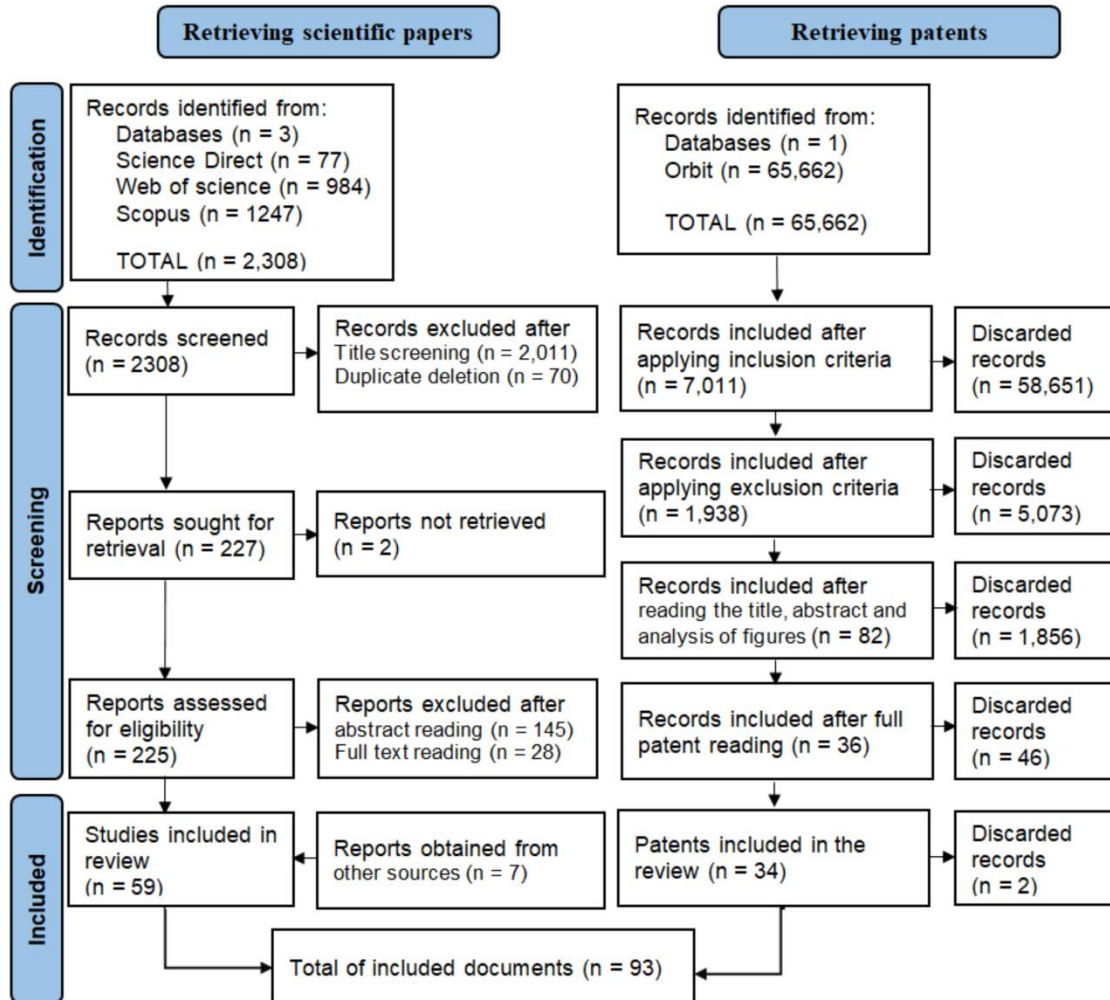 Retrieving scientific papers
Retrieving patents
Identification
Records identified from:
Databases (n = 3)
Science Direct (n = 77)
Web of science (n = 984)
Scopus (n = 1247)
TOTAL (n = 2,308)
Records identified from:
Databases (n = 1)
Orbit (n = 65,662)
TOTAL (n = 65,662)
Screening
Records screened
(n = 2308)
Records excluded after
Title screening (n = 2,011)
Duplicate deletion (n = 70)
Records included after
applying inclusion criteria
(n = 7,011)
Discarded
records
(n = 58,651)
Records included after
applying exclusion criteria
(n = 1,938)
Discarded
records
(n = 5,073)
Reports sought for
retrieval (n = 227)
Reports not retrieved
(n = 2)
Records included after
reading the title, abstract and
analysis of figures (n = 82)
Discarded
records
(n = 1,856)
Reports assessed
for eligibility
(n = 225)
Reports excluded after
abstract reading (n = 145)
Full text reading (n = 28)
Records included after full
patent reading (n = 36)
Discarded
records
(n = 46)
Included
Studies included in
review
(n = 59)
Reports obtained from
other sources (n = 7)
Patents included in the
review (n = 34)
Discarded
records
(n = 2)
Total of included documents (n = 93)